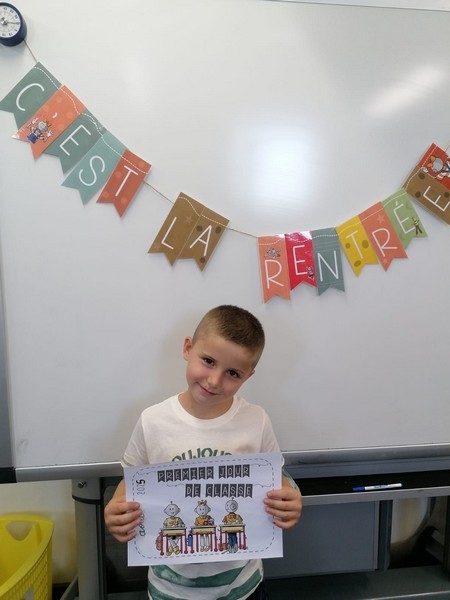 C'EST LA RENTRÉE
PREMIER JOUR
DE CLASSE